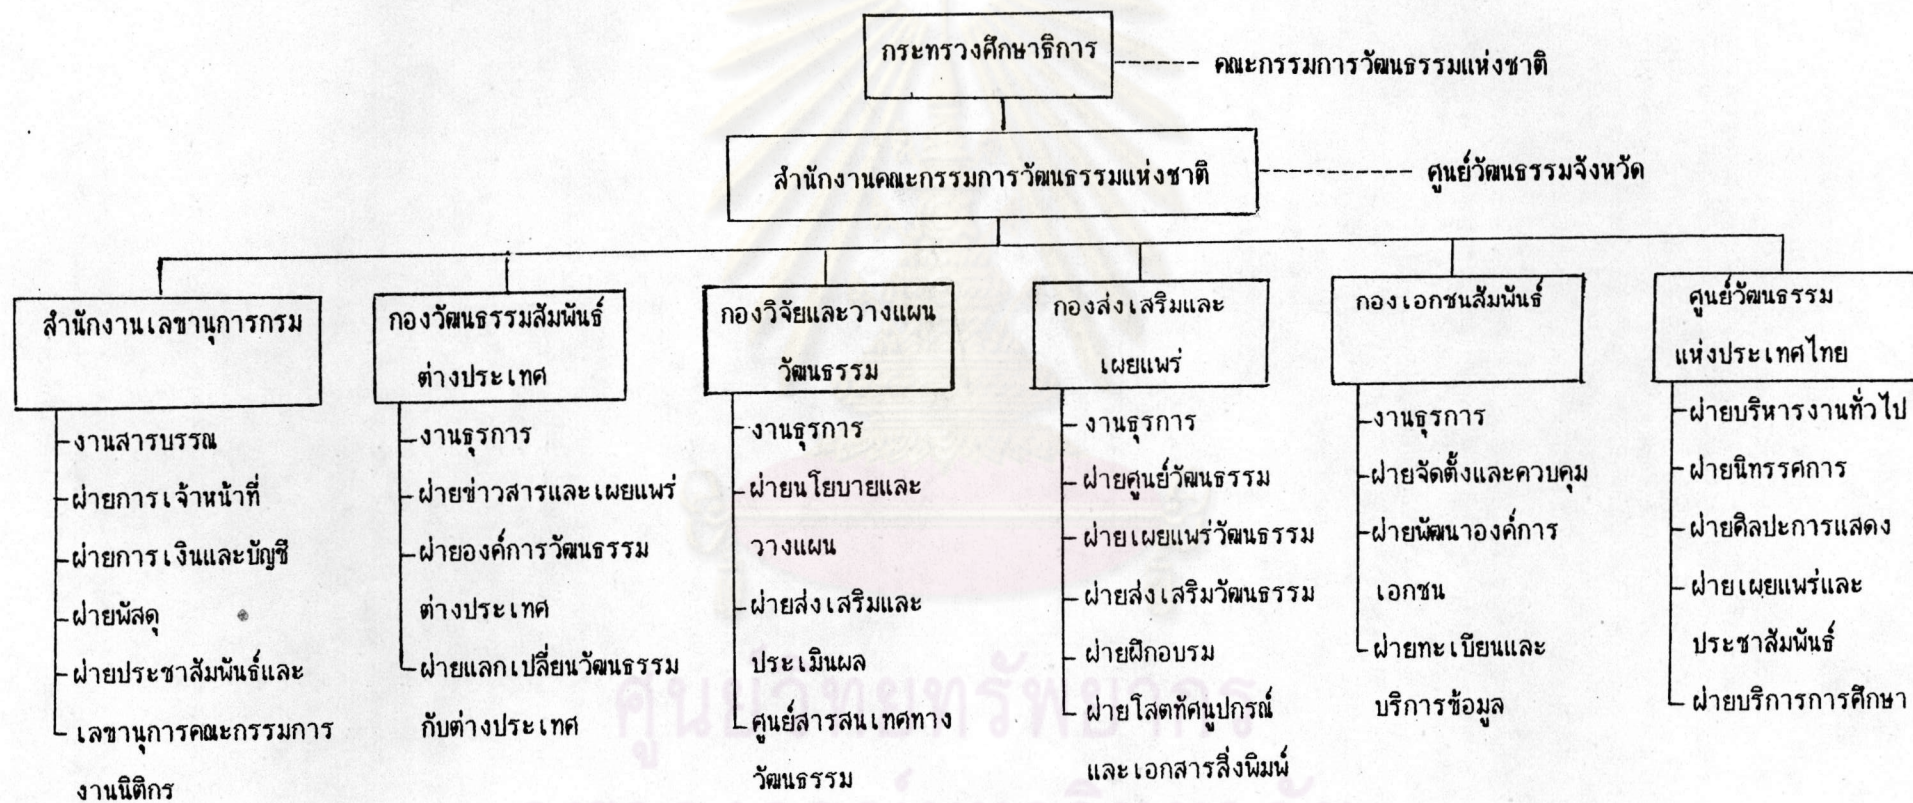 กระทรวงศึกษาธิการ
คณะกรรมการวัฒนธรรมแห่งชาติ
สำนักงานคณะกรรมการวัฒนธรรมแห่งชาติ
ศูนย์วัฒนธรรมจังหวัด
สำนักงานเลขานุการกรม
-งานสารบรรณ
-ฝ่ายการเจ้าหน้าที่
-ฝ่ายการเงินและบัญชี
-ฝ่ายพัสดุ
-ฝ่ายประชาสัมพันธ์และ
เลขานุการคณะกรรมการ
งานนิติกร
กองวัฒนธรรมสัมพันธ์
ต่างประเทศ
-งานธุรการ
-ฝ่ายข่าวสารและเผยแพร่
-ฝ่ายองค์การวัฒนธรรม
ต่างประเทศ
-ฝ่ายแลกเปลี่ยนวัฒนธรรม
กับต่างประเทศ
กองวิจัยและวางแผน
วัฒนธรรม
-งานธุรการ
-ฝ่ายนโยบายและ
วางแผน
-ฝ่ายส่งเสริมและ
ประเมินผล
-ศูนย์สารสนเทศทาง
วัฒนธรรม
กองส่งเสริมและ
เผยแพร่
- งานธุรการ
- ฝ่ายศูนย์วัฒนธรรม
- ฝ่ายเผยแพร่วัฒนธรรม
- ฝ่ายส่งเสริมวัฒนธรรม
- ฝ่ายฝึกอบรม
- ฝ่ายโสตทัศนูปกรณ์
และเอกสารสิ่งพิมพ์
กองเอกชนสัมพันธ์
-งานธุรการ
-ฝ่ายจัดตั้งและควบคุม
-ฝ่ายพัฒนาองค์การ
เอกชน
-ฝ่ายทะเบียนและ
บริการข้อมูล
ศูนย์วัฒนธรรม
แห่งประเทศไทย
-ฝ่ายบริหารงานทั่วไป
-ฝ่ายนิทรรศการ
-ฝ่ายศิลปะการแสดง
-ฝ่ายเผยแพร่และ
ประชาสัมพันธ์
-ฝ่ายบริการการศึกษา
ศูนย์วิทยทรัพยากร